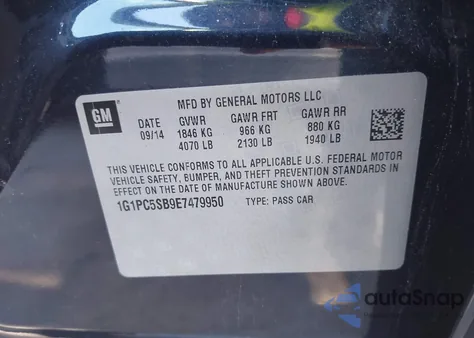 GM
MFD BY GENERAL MOTORS LLC
DATE GVWR GAWR FRT GAWR RR
09/14 1846 KG 966 KG 880 KG
4070 LB 2130 LB 1940 LB
THIS VEHICLE CONFORMS TO ALL APPLICABLE U.S. FEDERAL MOTOR
VEHICLE SAFETY, BUMPER, AND THEFT PREVENTION STANDARDS IN
EFFECT ON THE DATE OF MANUFACTURE SHOWN ABOVE.
1G1PC5SB9E7479950 TYPE: PASS CAR
autoSnap